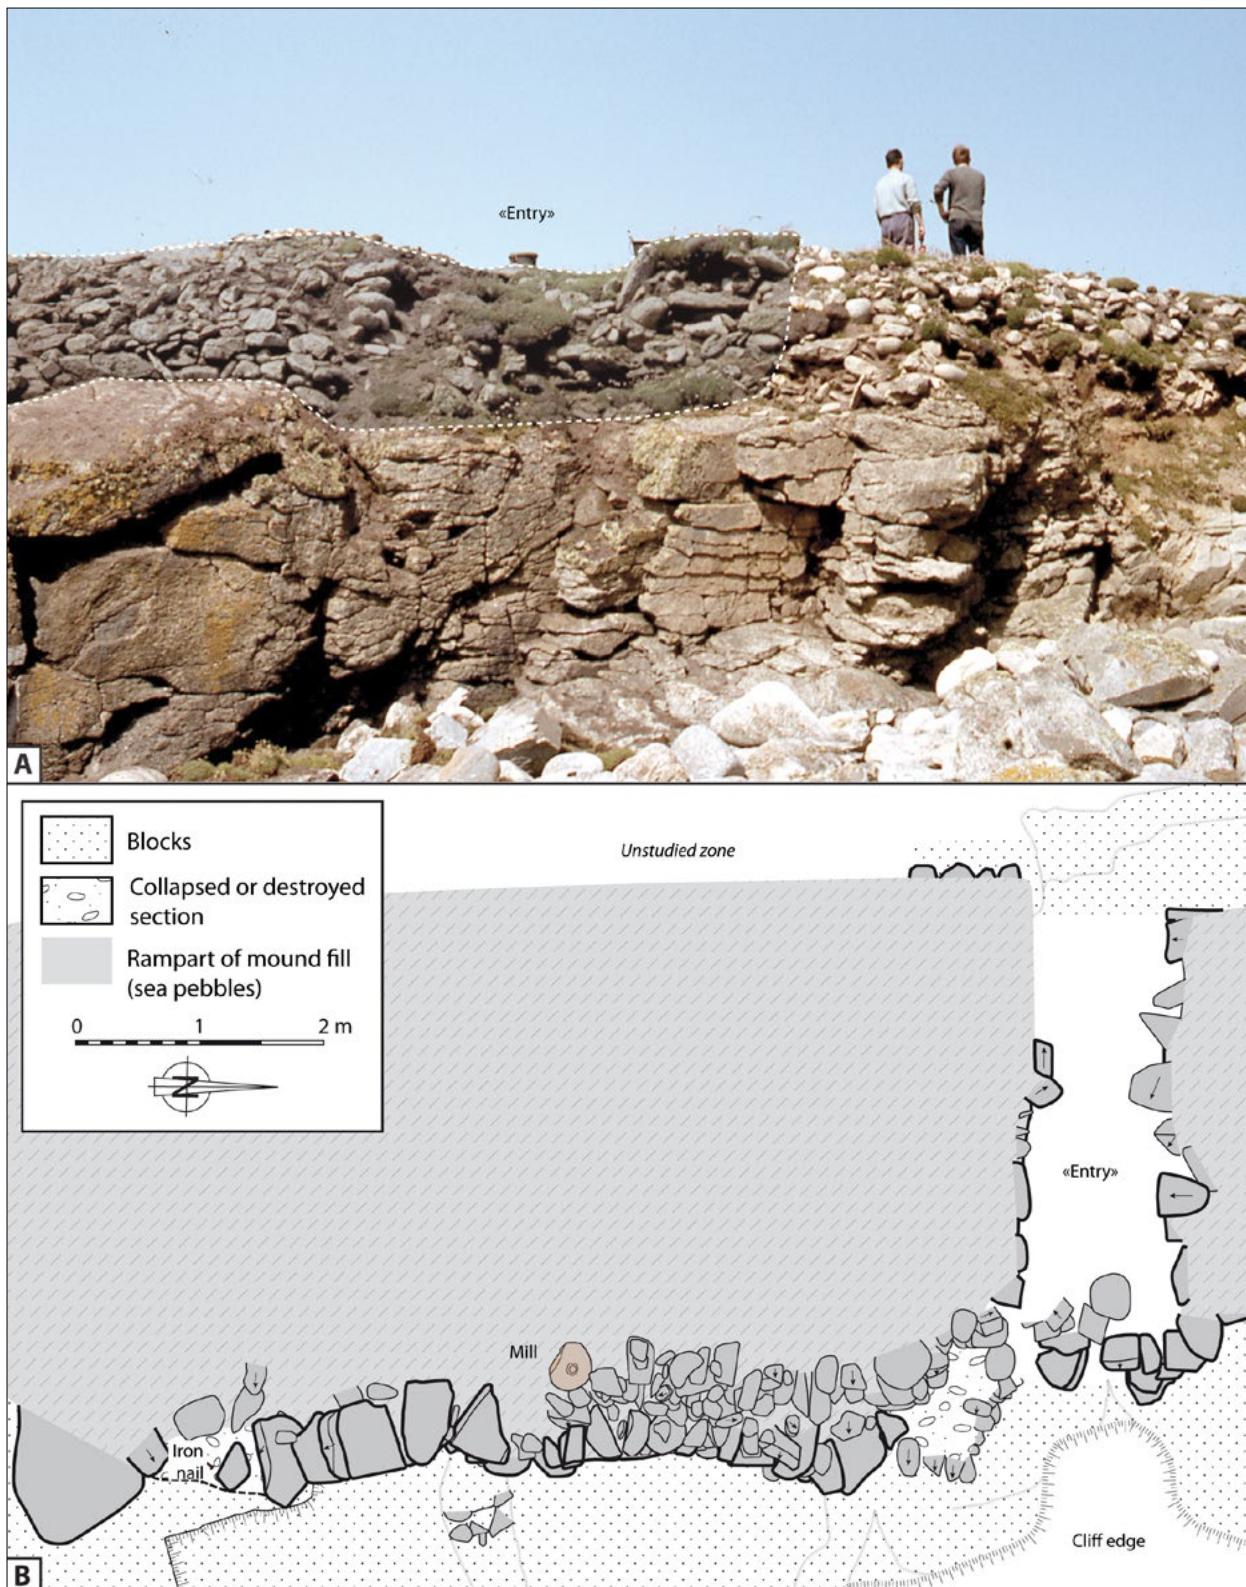 «Entry»
A
Blocks
Collapsed or destroyed
section
Rampart of mound fill
(sea pebbles)
0 1 2 m
N
Unstudied zone
«Entry»
Mill
Iron
nail
Cliff edge
B